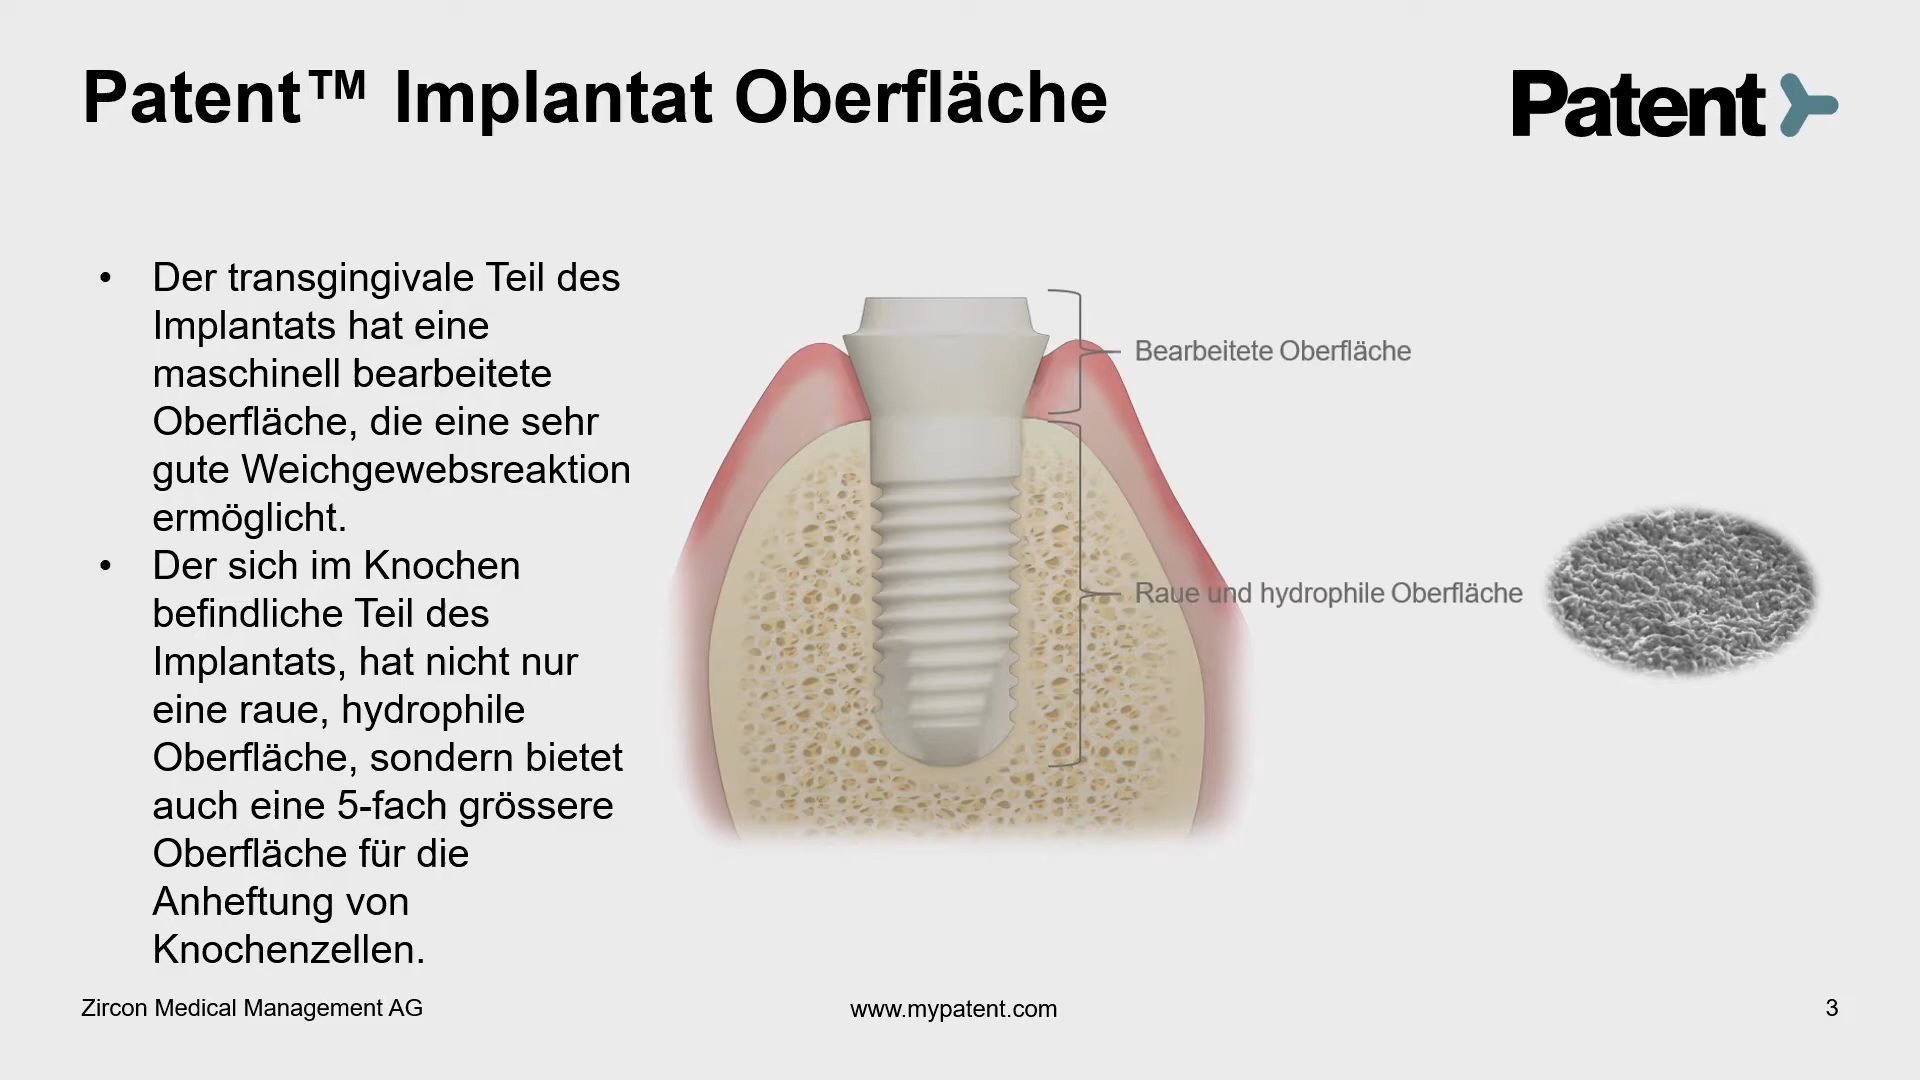 Patent™ Implantat Oberfläche
Patent
• Der transgingivale Teil des
Implantats hat eine
maschinell bearbeitete
Oberfläche, die eine sehr
gute Weichgewebsreaktion
ermöglicht.
• Der sich im Knochen
befindliche Teil des
Implantats, hat nicht nur
eine raue, hydrophile
Oberfläche, sondern bietet
auch eine 5-fach grössere
Oberfläche für die
Anheftung von
Knochenzellen.
Bearbeitete Oberfläche
Raue und hydrophile Oberfläche
Zircon Medical Management AG
www.mypatent.com
3